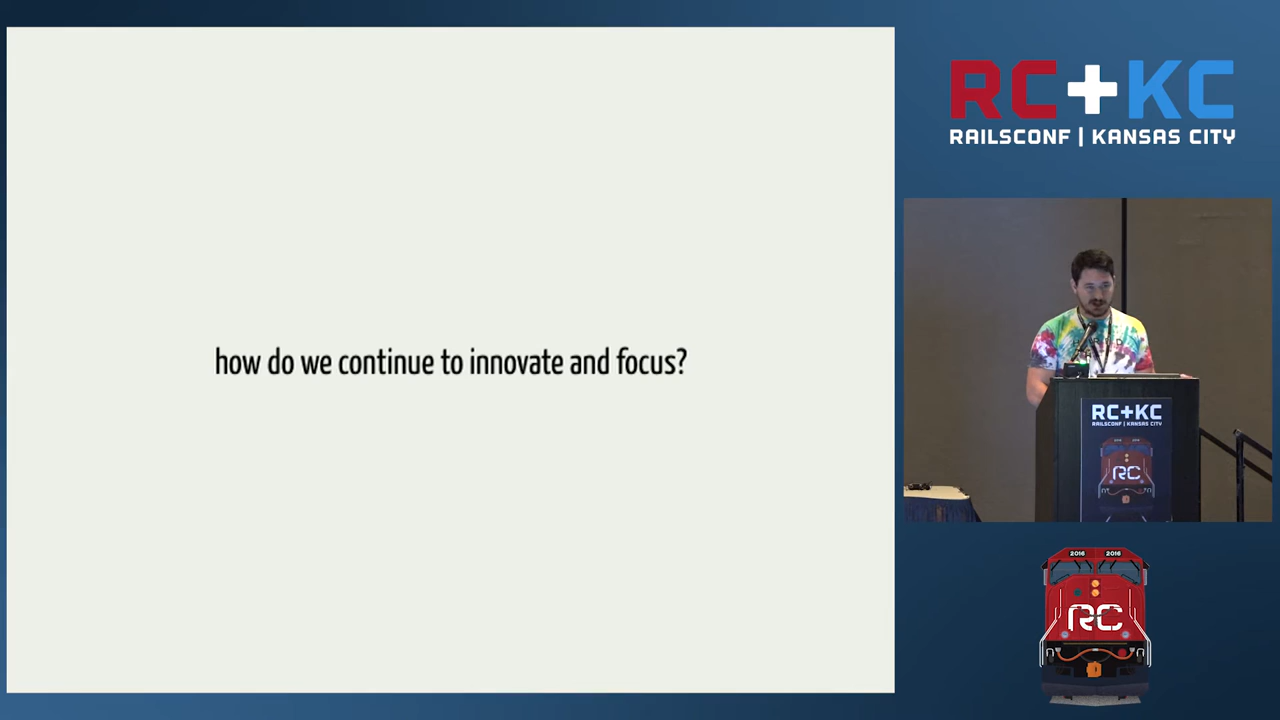 how do we continue to innovate and focus?
RC+KC
RAILSCONF | KANSAS CITY
RC+KC
RAILSCONF | KANSAS CITY
RC
2016 2016
RC